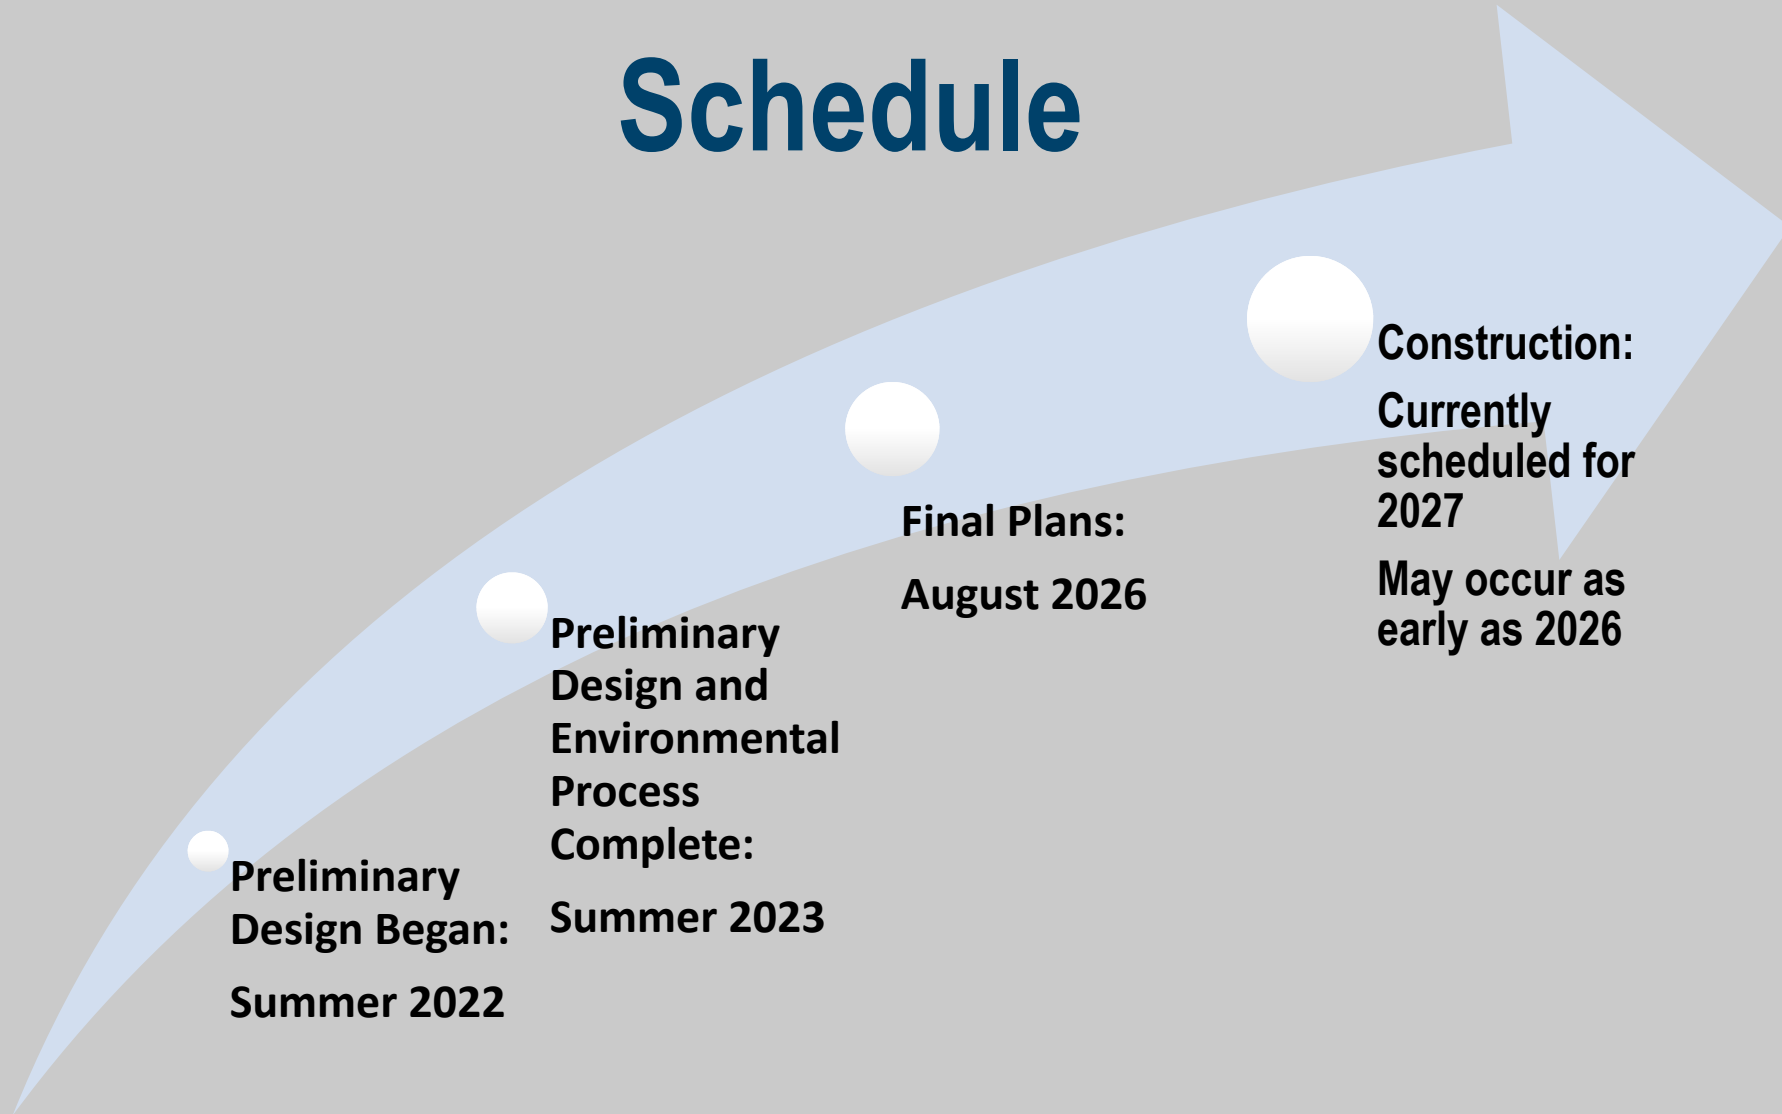 Schedule
Preliminary
Design Began:
Summer 2022
Preliminary
Design and
Environmental
Process
Complete:
Summer 2023
Final Plans:
August 2026
Construction:
Currently
scheduled for
2027
May occur as
early as 2026